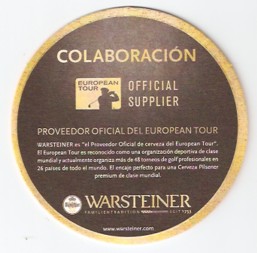 COLABORACIÓN
EUROPEAN
TOUR
OFFICIAL
SUPPLIER
PROVEEDOR OFICIAL DEL EUROPEAN TOUR
WARSTEINER es "el Proveedor Oficial de cerveza del European Tour".
El European Tour es reconocido como una organización deportiva de clase
mundial y actualmente organiza más de 48 torneos de golf profesionales en
26 países de todo el mundo. El encaje perfecto para una Cerveza Pilsener
premium de clase mundial.
WARSTEINER
FAMILIENTRADITION SEIT 1753
www.warsteiner.com